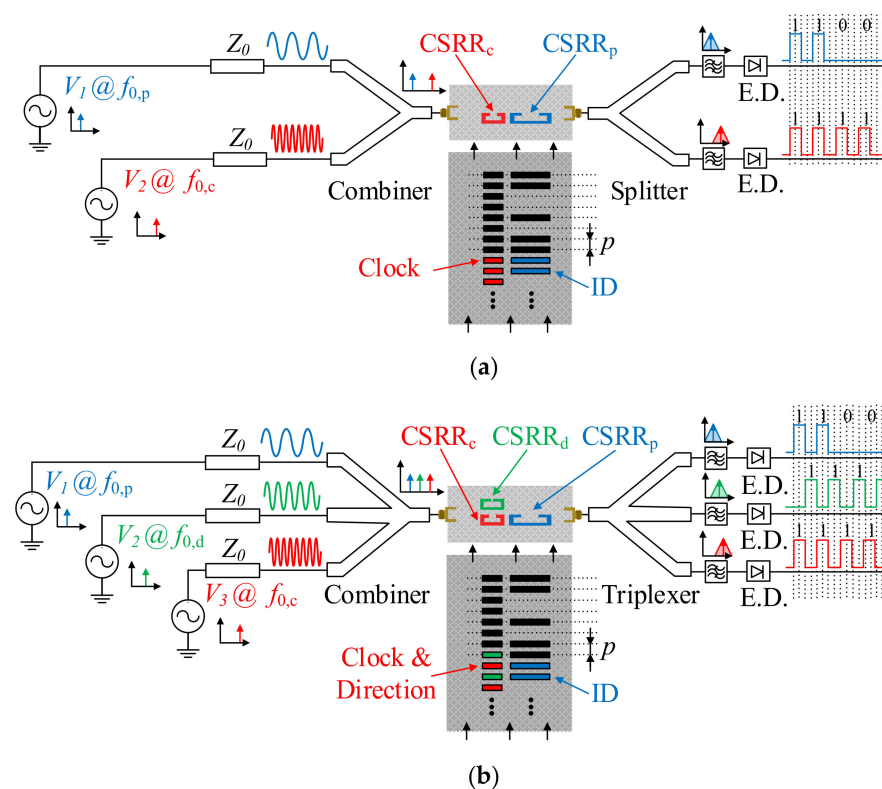 Z0
V1 @ f0,p
CSRRc CSRRp
1 1 0 0
E.D.
Z0
V2 @ f0,c
Combiner
Splitter
1 1 1 1
E.D.
p
Clock
ID
(a)
Z0
V1 @ f0,p
CSRRc CSRRd CSRRp
1 1 0 0
E.D.
Z0
V2 @ f0,d
1 1 1
E.D.
Z0
V3 @ f0,c
Combiner
Triplexer
1 1 1 1
E.D.
p
Clock &
Direction
ID
(b)